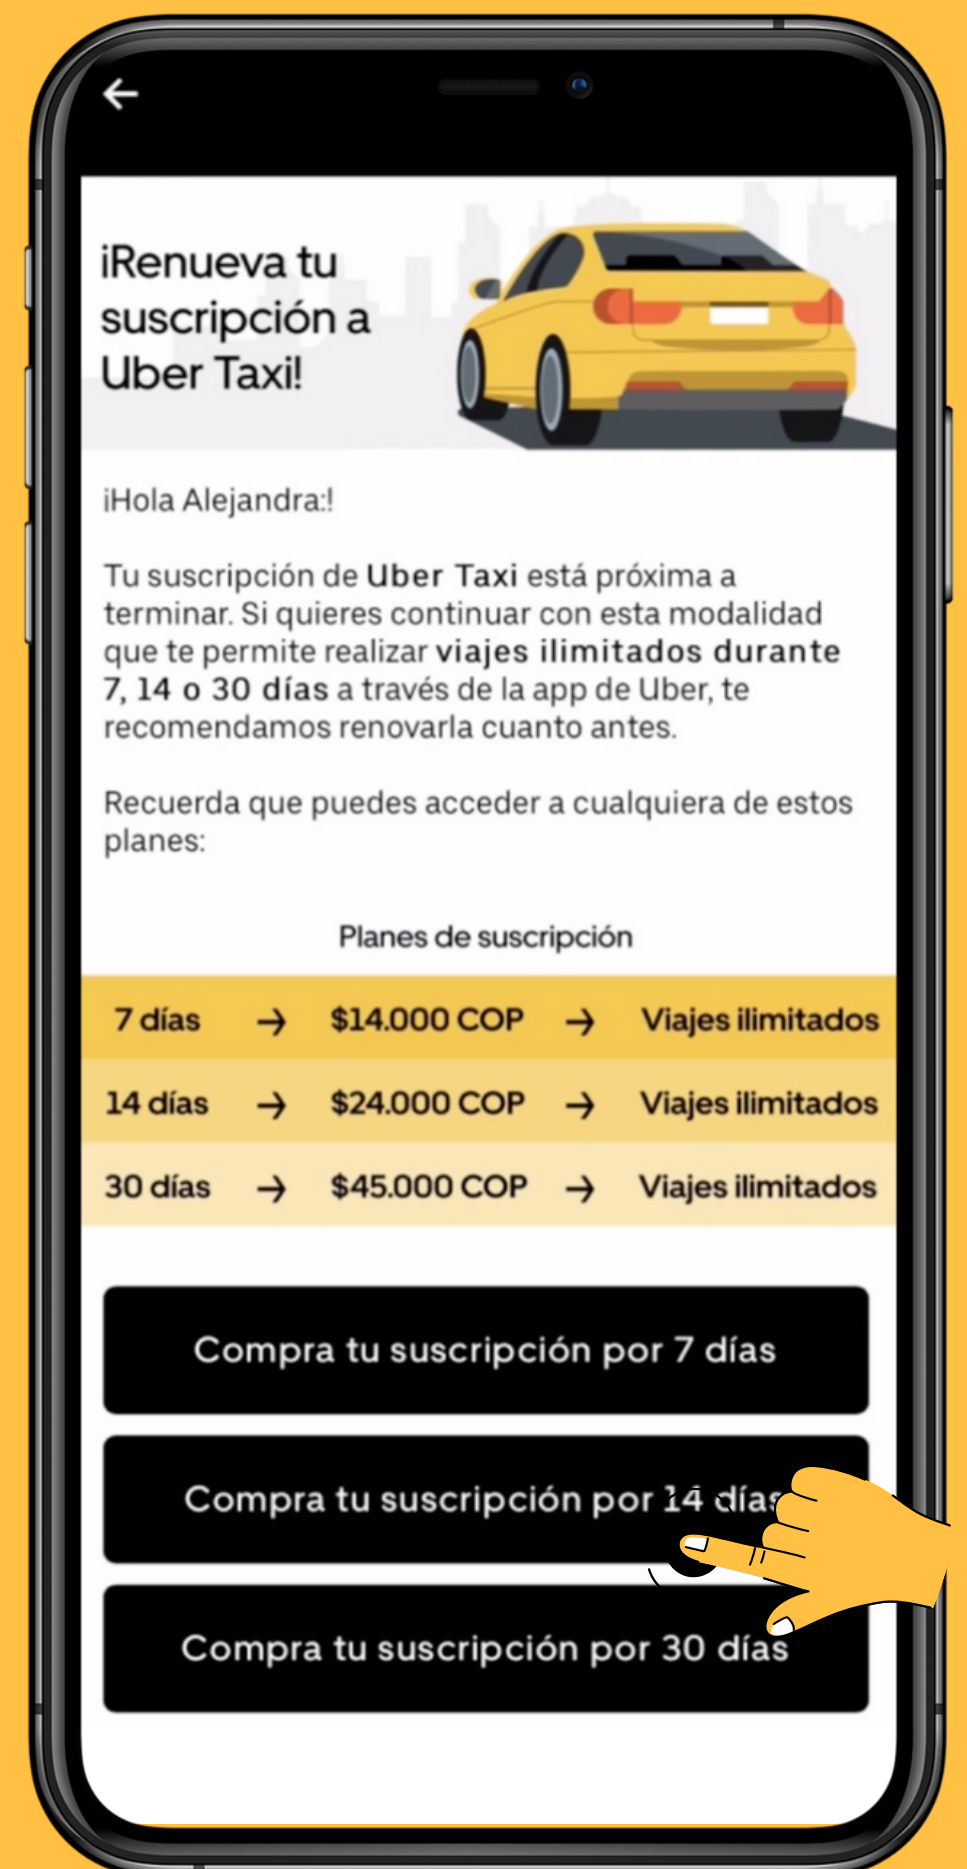 ¡Renueva tu
suscripción a
Uber Taxi!
¡Hola Alejandra:!
Tu suscripción de Uber Taxi está próxima a
terminar. Si quieres continuar con esta modalidad
que te permite realizar viajes ilimitados durante
7, 14 o 30 días a través de la app de Uber, te
recomendamos renovarla cuanto antes.
Recuerda que puedes acceder a cualquiera de estos
planes:
Planes de suscripción
7 días → $14.000 COP → Viajes ilimitados
14 días → $24.000 COP → Viajes ilimitados
30 días → $45.000 COP → Viajes ilimitados
Compra tu suscripción por 7 días
Compra tu suscripción por 14 días
Compra tu suscripción por 30 días